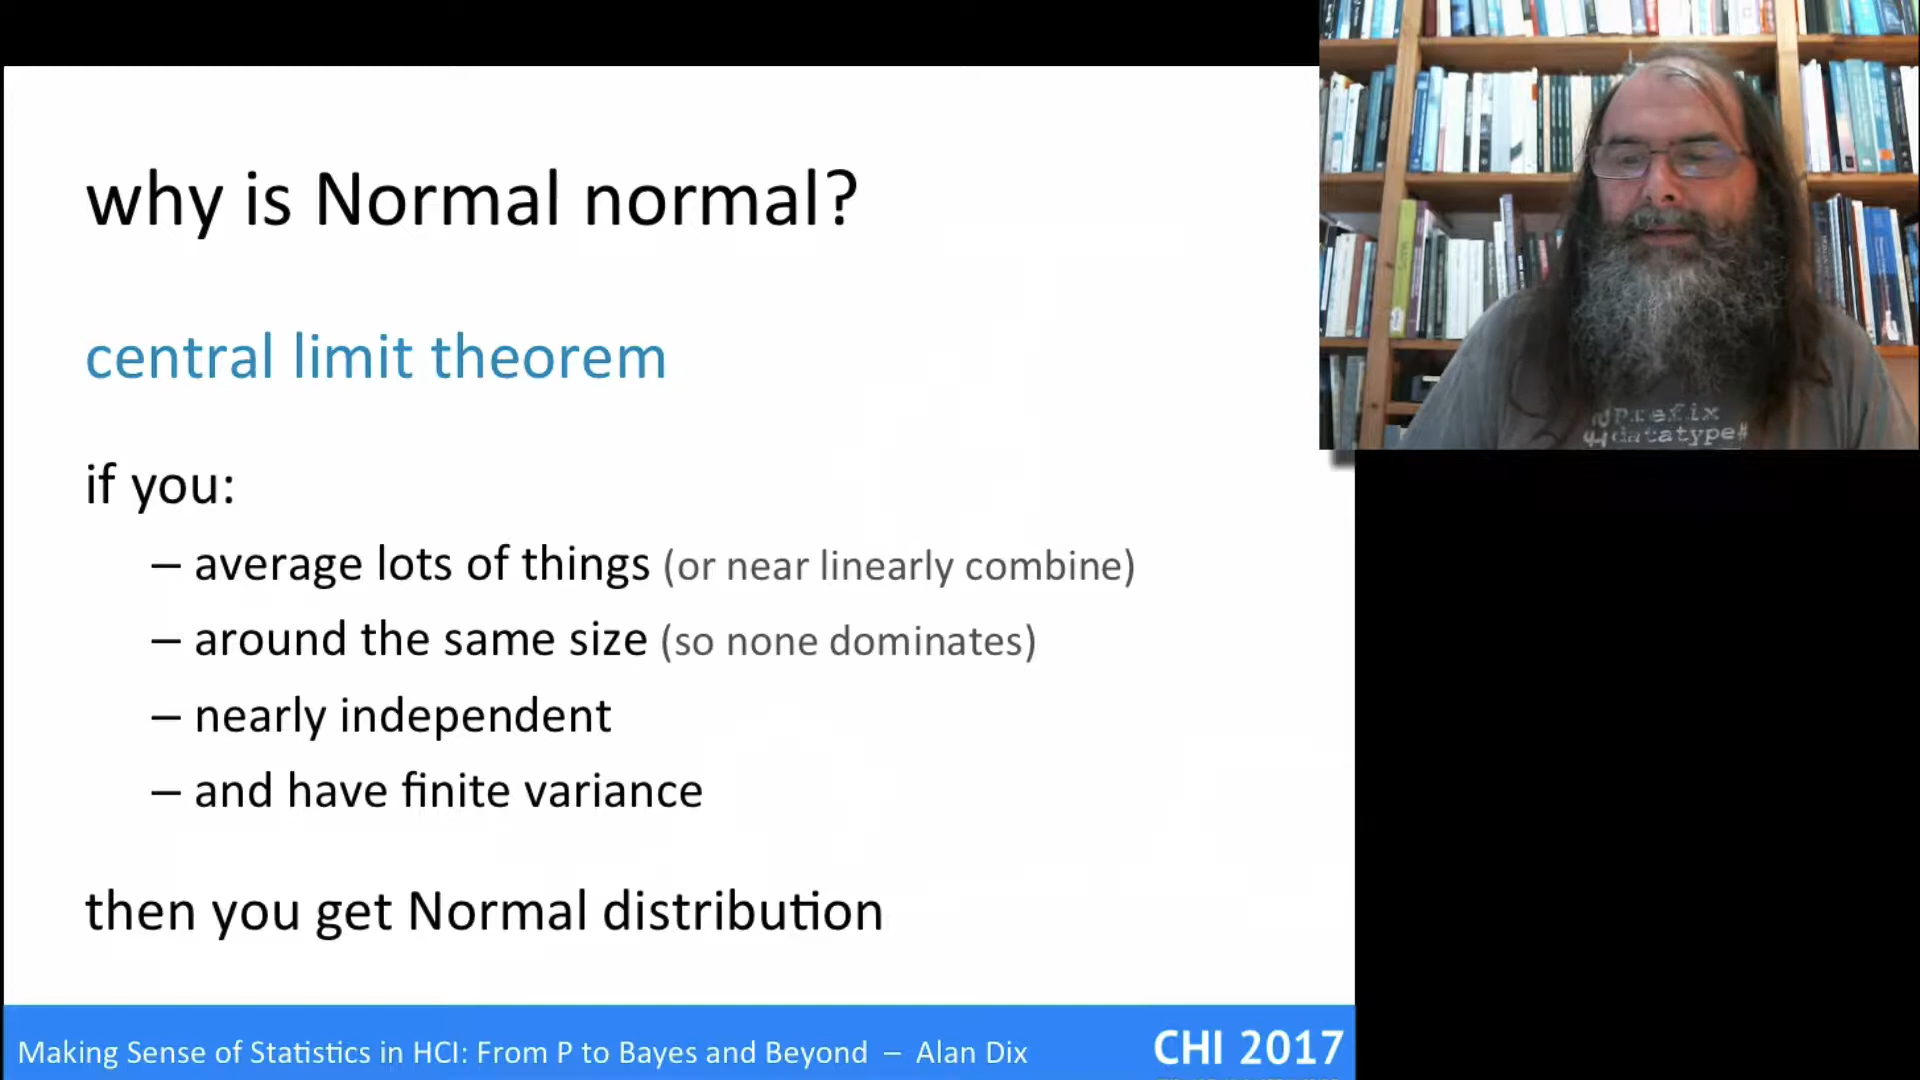 why is Normal normal?
central limit theorem
if you:
– average lots of things (or near linearly combine)
– around the same size (so none dominates)
– nearly independent
– and have finite variance
then you get Normal distribution
Making Sense of Statistics in HCI: From P to Bayes and Beyond – Alan Dix
CHI 2017
Prefix
datatype#